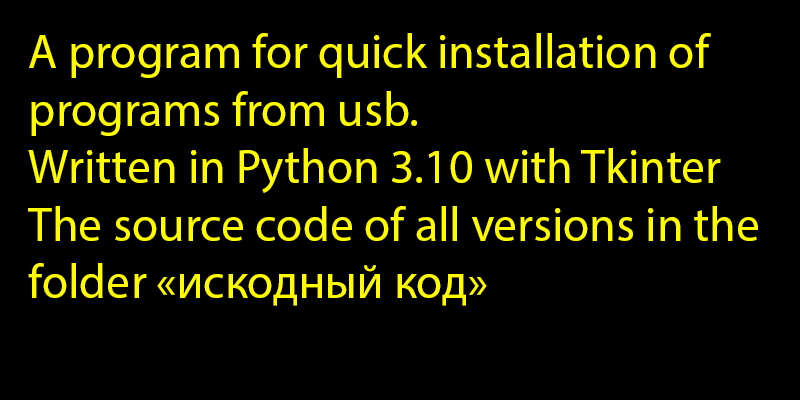 A program for quick installation of
programs from usb.
Written in Python 3.10 with Tkinter
The source code of all versions in the
folder «искодный код»